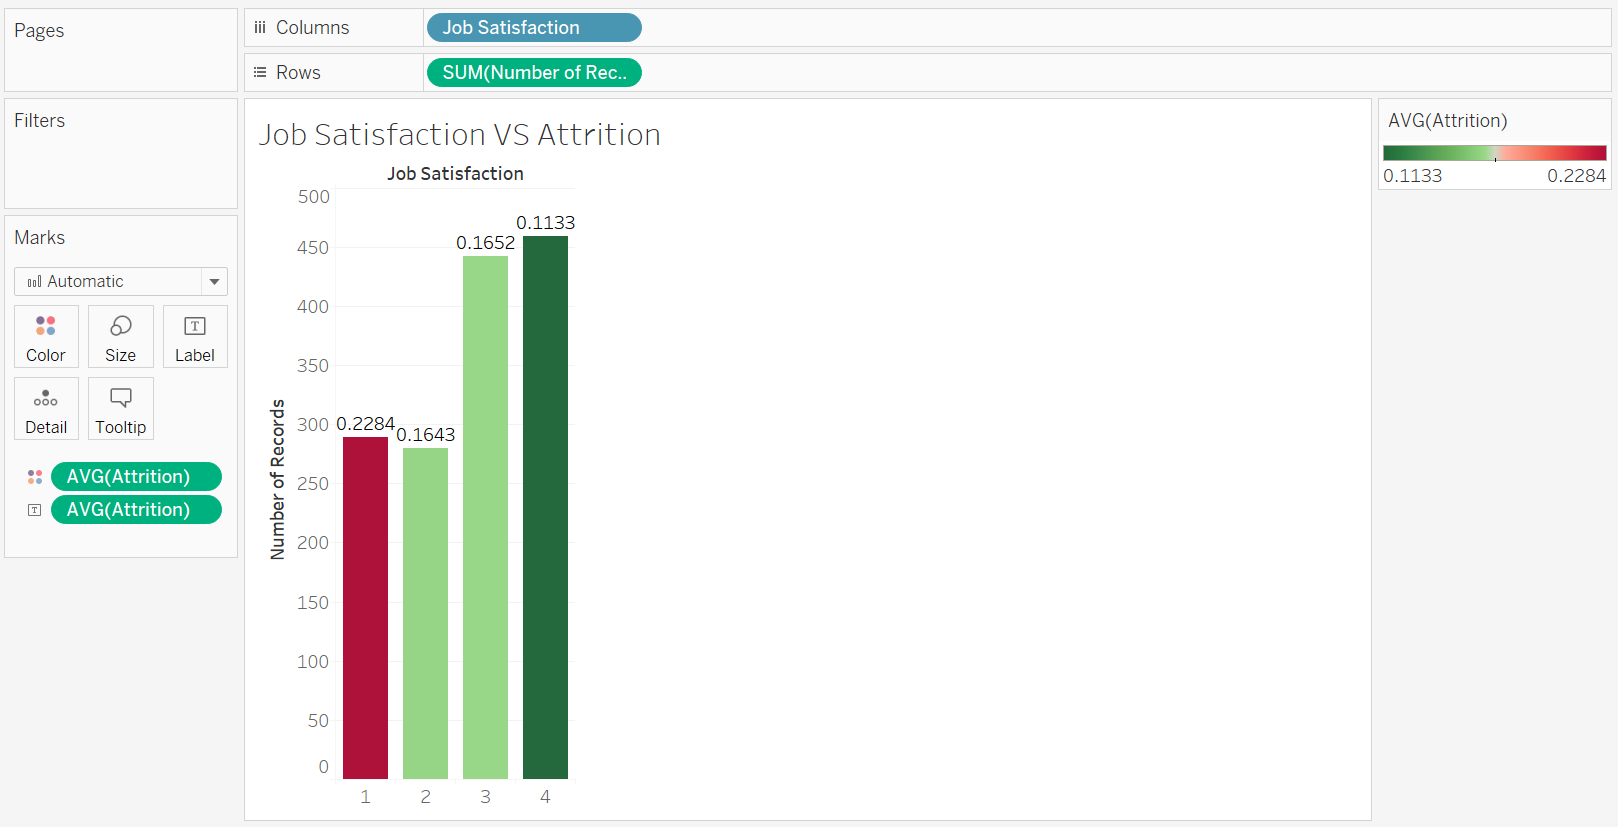 Pages
Columns
Job Satisfaction
Rows
SUM(Number of Rec..
Filters
Marks
Automatic
Color
Size
T
Label
Detail
Tooltip
AVG(Attrition)
T
AVG(Attrition)
Job Satisfaction VS Attrition
Job Satisfaction
Number of Records
500
450
400
350
300
250
200
150
100
50
0
0.2284
0.1643
0.1652
0.1133
1
2
3
4
AVG(Attrition)
0.1133
0.2284